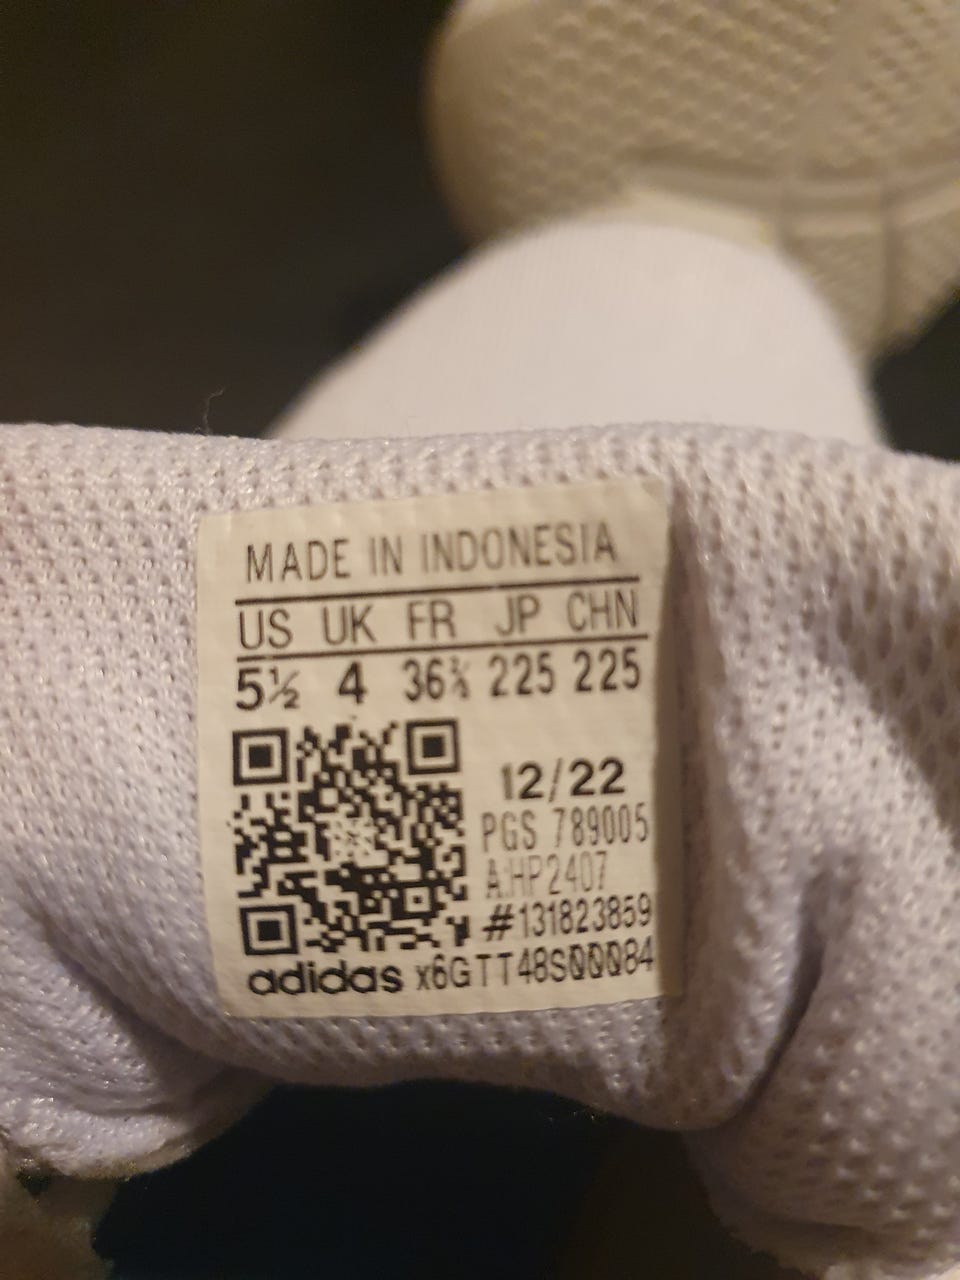 MADE IN INDONESIA
US UK FR JP CHN
5½ 4 36⅔ 225 225
12/22
PGS 789005
A:HP2407
#131823859
adidas x6GTT48S00084